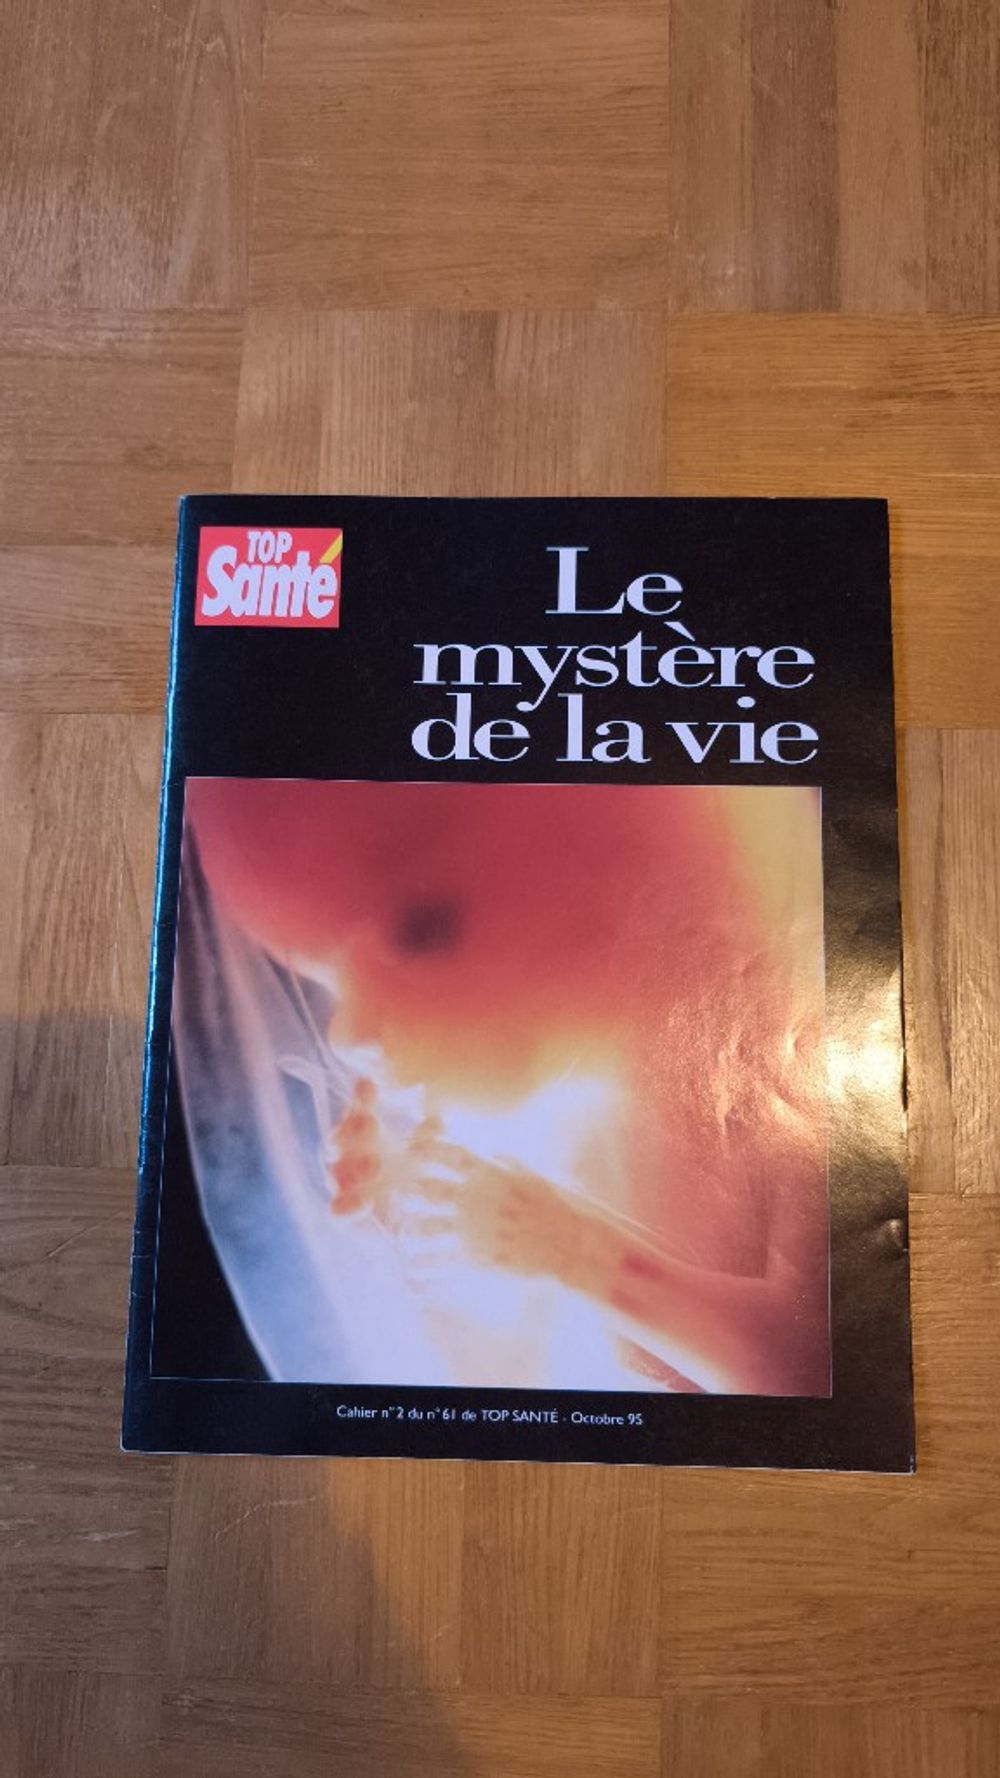 TOP
Santé
Le
mystère
de la vie
Cahier n°2 du n°61 de TOP SANTÉ - Octobre 95